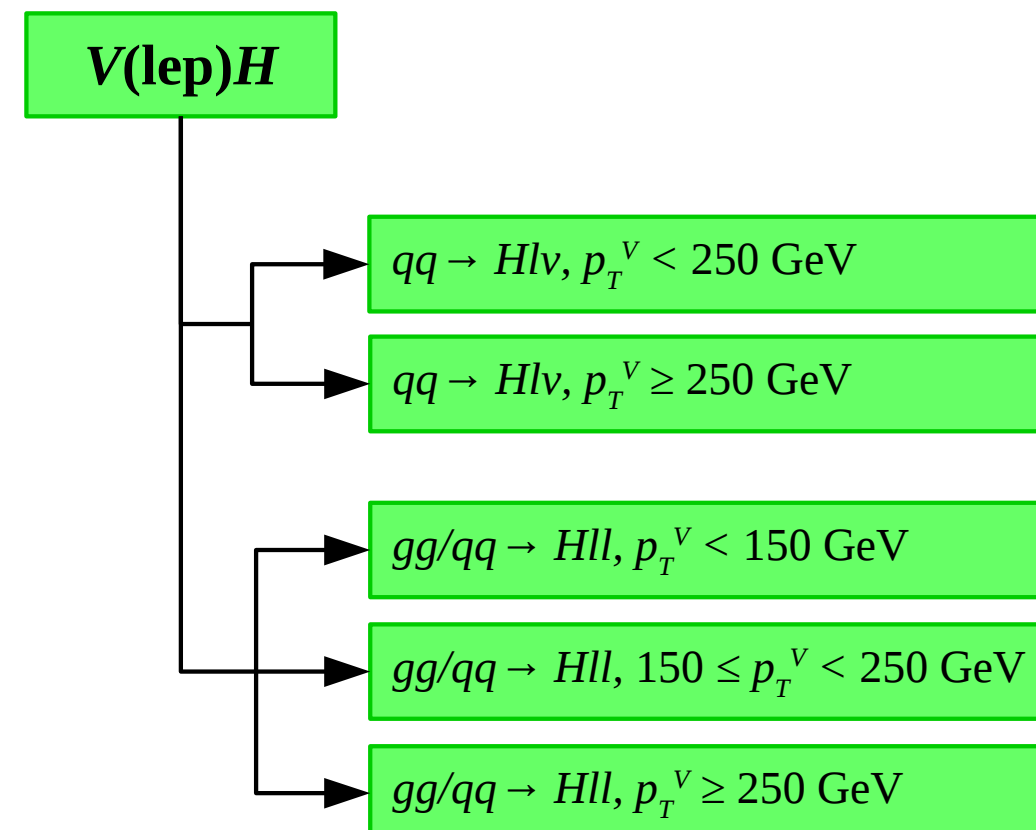 V(lep)H
qq → Hlν, p_T^V < 250 GeV
qq → Hlν, p_T^V ≥ 250 GeV
gg/qq → Hll, p_T^V < 150 GeV
gg/qq → Hll, 150 ≤ p_T^V < 250 GeV
gg/qq → Hll, p_T^V ≥ 250 GeV